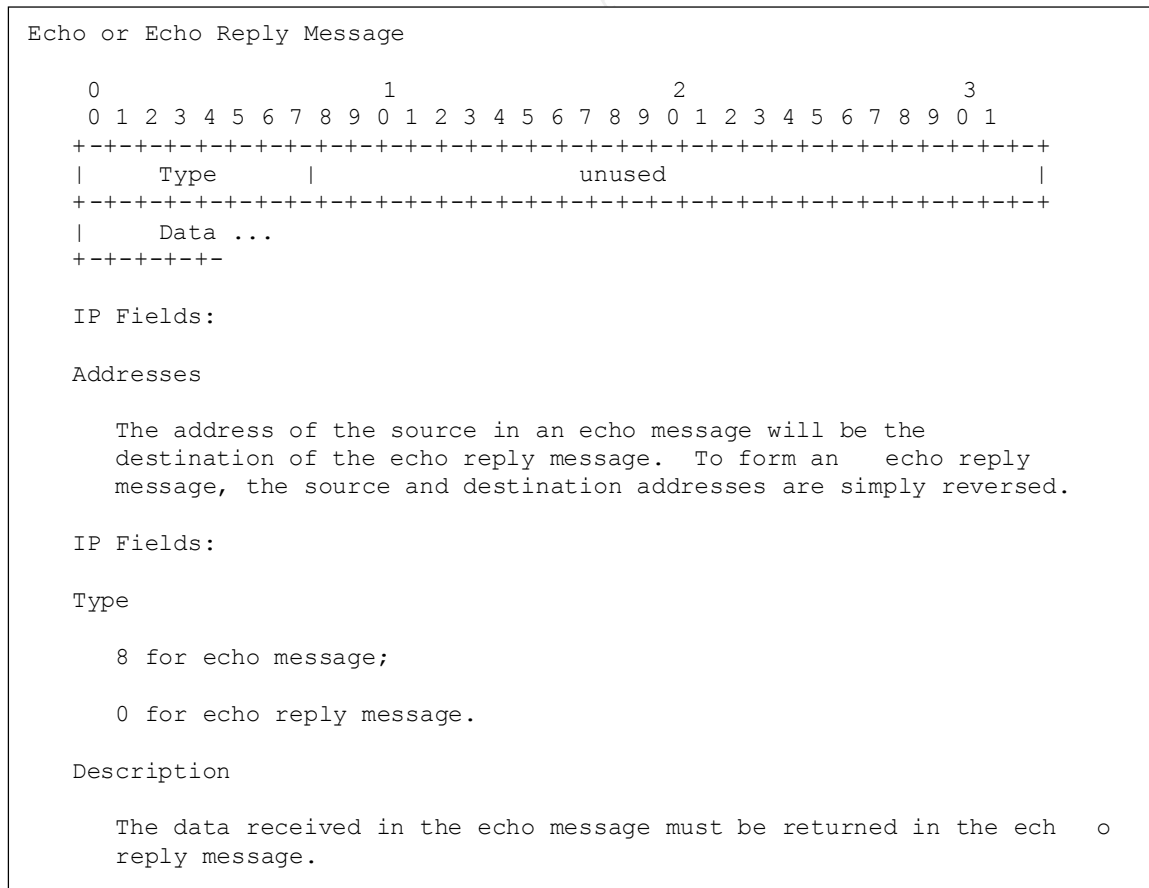 Echo or Echo Reply Message
0                   1                   2                   3
0 1 2 3 4 5 6 7 8 9 0 1 2 3 4 5 6 7 8 9 0 1 2 3 4 5 6 7 8 9 0 1
+-+-+-+-+-+-+-+-+-+-+-+-+-+-+-+-+-+-+-+-+-+-+-+-+-+-+-+-+-+-+-+-+
|     Type      |                  unused                       |
+-+-+-+-+-+-+-+-+-+-+-+-+-+-+-+-+-+-+-+-+-+-+-+-+-+-+-+-+-+-+-+-+
|     Data ...
+-+-+-+-+-
IP Fields:
Addresses
The address of the source in an echo message will be the
destination of the echo reply message.  To form an   echo reply
message, the source and destination addresses are simply reversed.
IP Fields:
Type
8 for echo message;
0 for echo reply message.
Description
The data received in the echo message must be returned in the ech   o
reply message.